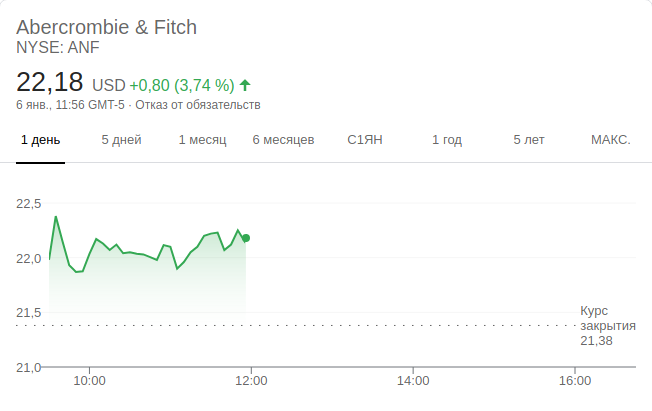 Abercrombie & Fitch
NYSE: ANF
22,18 USD +0,80 (3,74 %)
6 янв., 11:56 GMT-5 · Отказ от обязательств
1 день 5 дней 1 месяц 6 месяцев С1ЯН 1 год 5 лет МАКС.
22,5
22,0
21,5
Курс
закрытия
21,38
21,0
10:00 12:00 14:00 16:00